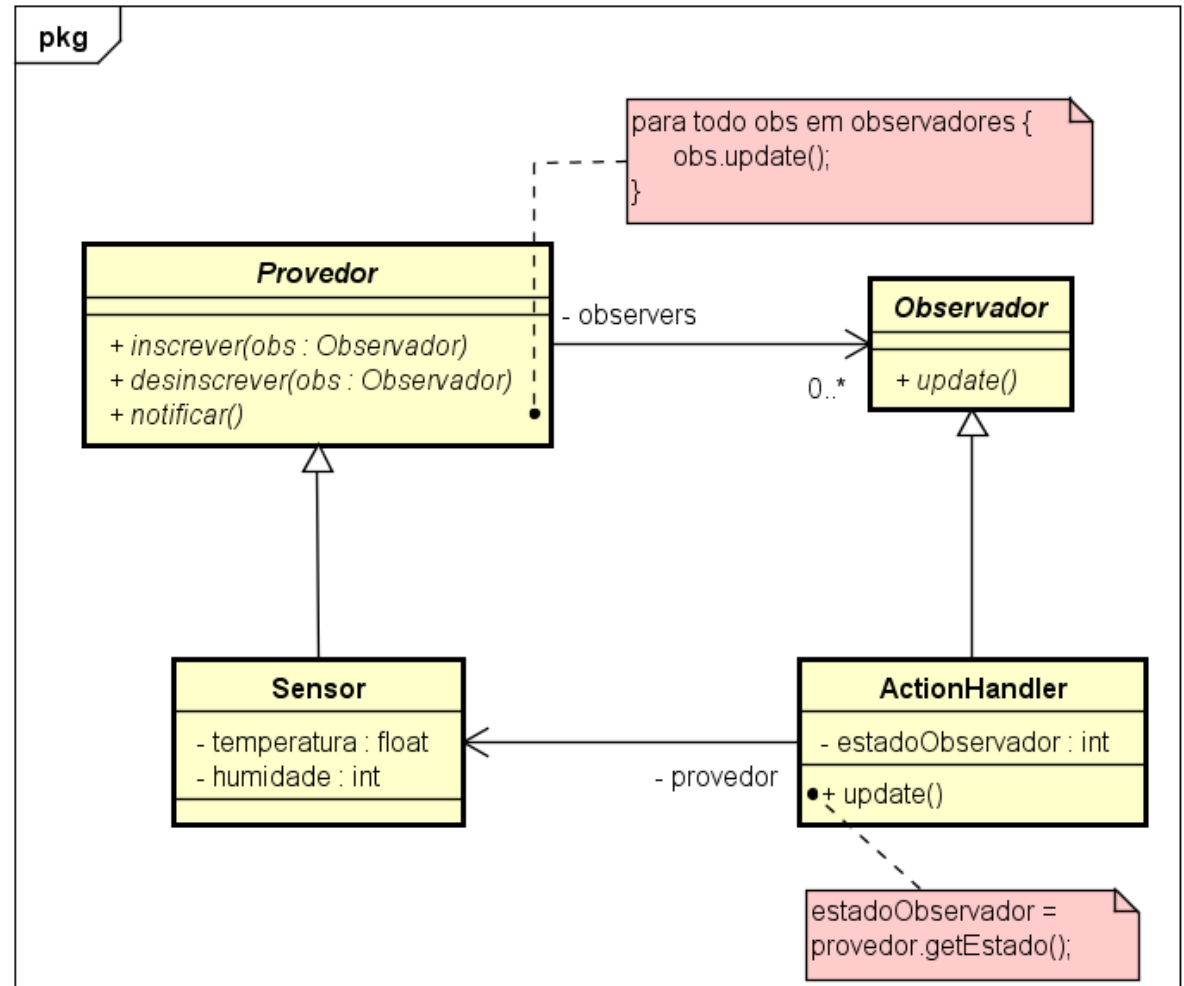 pkg
para todo obs em observadores {
obs.update();
}
Provedor
+ inscrever(obs : Observador)
+ desinscrever(obs : Observador)
+ notificar()
- observers
0..*
Observador
+ update()
Sensor
- temperatura : float
- humidade : int
- provedor
ActionHandler
- estadoObservador : int
+ update()
estadoObservador =
provedor.getEstado();